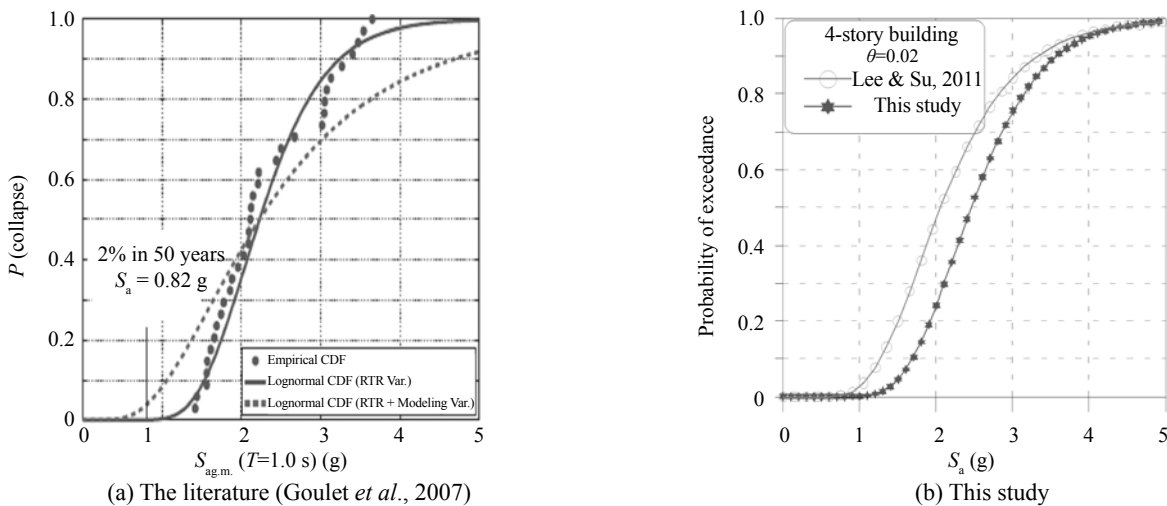 1.0
0.8
0.6
0.4
0.2
0
P (collapse)
2% in 50 years
Sa = 0.82 g
Empirical CDF
Lognormal CDF (RTR Var.)
Lognormal CDF (RTR + Modeling Var.)
0 1 2 3 4 5
Sag.m. (T=1.0 s) (g)
(a) The literature (Goulet et al., 2007)
1.0
0.8
0.6
0.4
0.2
0
Probability of exceedance
4-story building
θ=0.02
Lee & Su, 2011
This study
0 1 2 3 4 5
Sa (g)
(b) This study